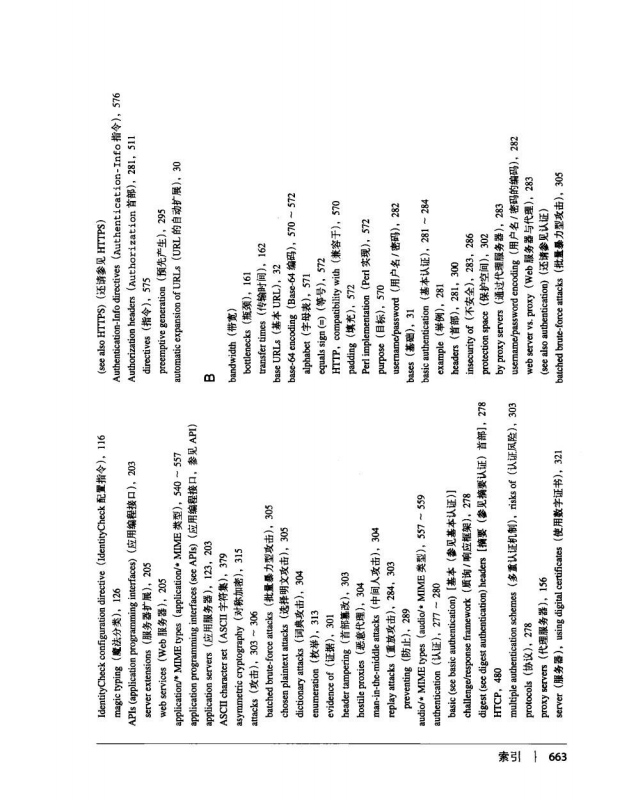 IdentityCheck configuration directive（IdentityCheck 配置指令），116
magic typing（魔法分类），126
APIs (application programming interfaces)（应用编程接口），203
server extensions（服务器扩展），205
web services（Web 服务器），205
application/* MIME types（application/* MIME 类型），540 ~ 557
application programming interfaces (see APIs)（应用编程接口，参见 API）
application servers（应用服务器），123, 203
ASCII character set（ASCII 字符集），379
asymmetric cryptography（对称加密），315
attacks（攻击），303 ~ 306
batched brute-force attacks（批量暴力型攻击），305
chosen plaintext attacks（选择明文攻击），305
dictionary attacks（词典攻击），304
enumeration（枚举），313
evidence of（证据），301
header tampering（首部篡改），303
hostile proxies（恶意代理），304
man-in-the-middle attacks（中间人攻击），304
replay attacks（重放攻击），284, 303
preventing（防止），289
audio/* MIME types（audio/* MIME 类型），557 ~ 559
authentication（认证），277 ~ 280
basic (see basic authentication)［基本（参见基本认证）］
challenge/response framework（质询 / 响应框架），278
digest (see digest authentication) headers［摘要（参见摘要认证）首部］，278
HTCP，480
multiple authentication schemes（多重认证机制），risks of（认证风险），303
protocols（协议），278
proxy servers（代理服务器），156
server（服务器），using digital certificates（使用数字证书），321
(see also HTTPS)（还请参见 HTTPS）
Authentication-Info directives（Authentication-Info 指令），576
Authorization headers（Authorization 首部），281, 511
directives（指令），575
preemptive generation（预先产生），295
automatic expansion of URLs（URL 的自动扩展），30
B
bandwidth（带宽）
bottlenecks（瓶颈），161
transfer times（传输时间），162
base URLs（基本 URL），32
base-64 encoding（Base-64 编码），570 ~ 572
alphabet（字母表），571
equals sign (=)（等号），572
HTTP，compatibility with（兼容于），570
padding（填充），572
Perl implementation（Perl 实现），572
purpose（目标），570
username/password（用户名 / 密码），282
bases（基础），31
basic authentication（基本认证），281 ~ 284
example（举例），281
headers（首部），281, 300
insecurity of（不安全），283, 286
protection space（保护空间），302
by proxy servers（通过代理服务器），283
username/password encoding（用户名 / 密码的编码），282
web server vs. proxy（Web 服务器与代理），283
(see also authentication)（还请参见认证）
batched brute-force attacks（批量暴力型攻击），305
索引 | 663